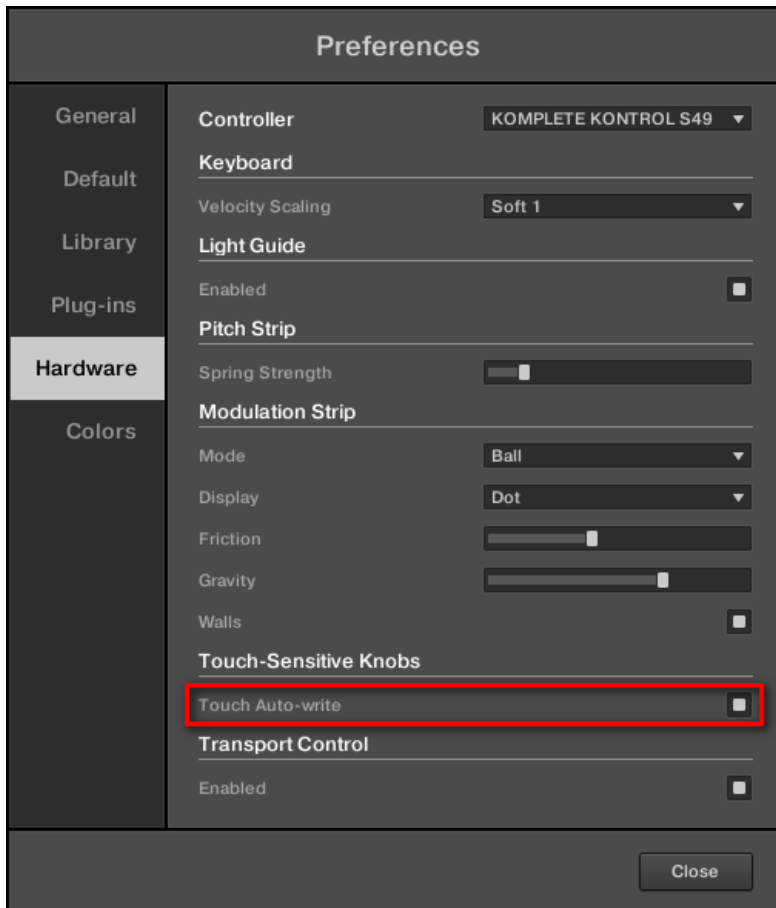 Preferences
General
Default
Library
Plug-ins
Hardware
Colors
Controller KOMPLETE KONTROL S49
Keyboard
Velocity Scaling Soft 1
Light Guide
Enabled
Pitch Strip
Spring Strength
Modulation Strip
Mode Ball
Display Dot
Friction
Gravity
Walls
Touch-Sensitive Knobs
Touch Auto-write
Transport Control
Enabled
Close